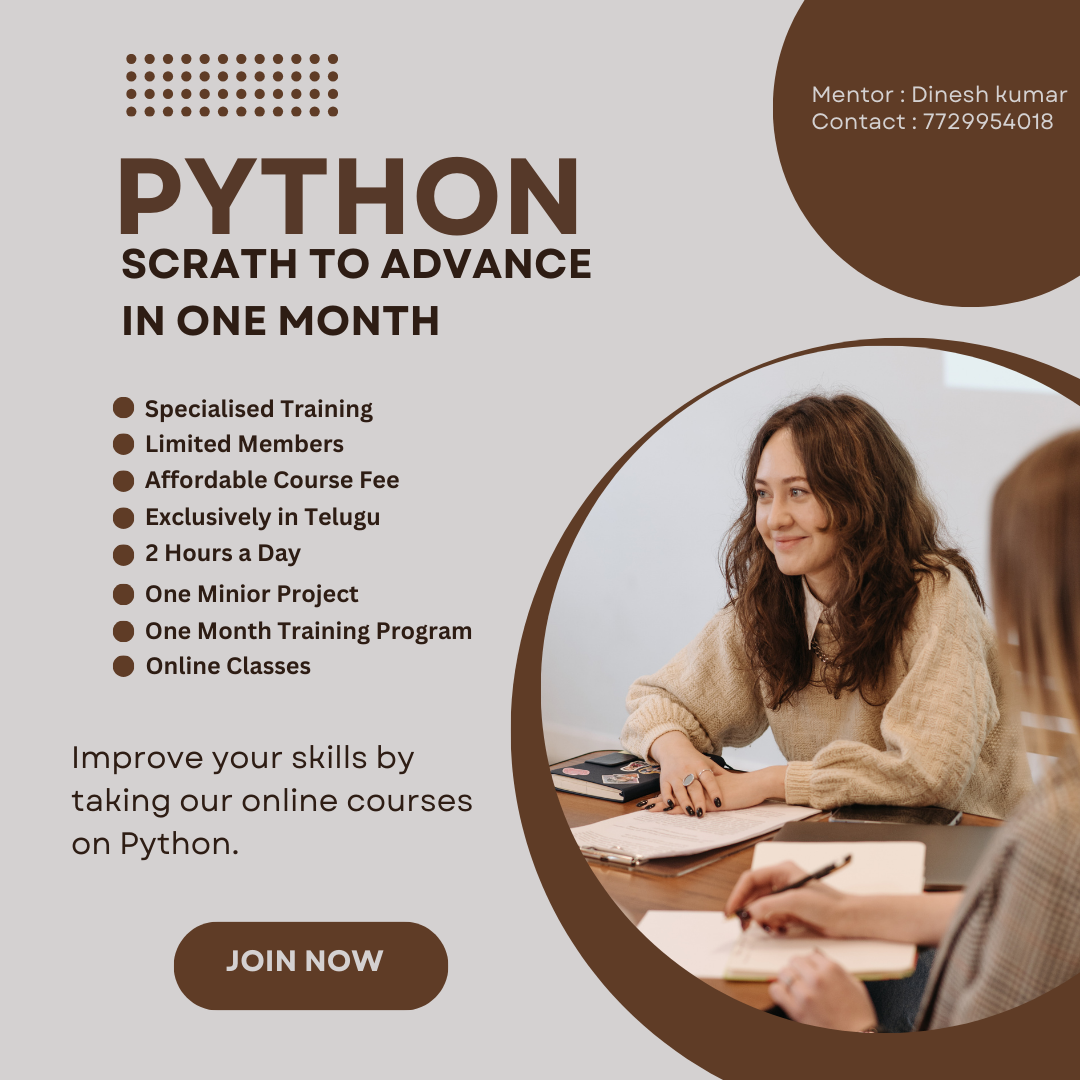 Mentor : Dinesh kumar
Contact : 7729954018
PYTHON
SCRATH TO ADVANCE
IN ONE MONTH
Specialised Training
Limited Members
Affordable Course Fee
Exclusively in Telugu
2 Hours a Day
One Minior Project
One Month Training Program
Online Classes
Improve your skills by
taking our online courses
on Python.
JOIN NOW